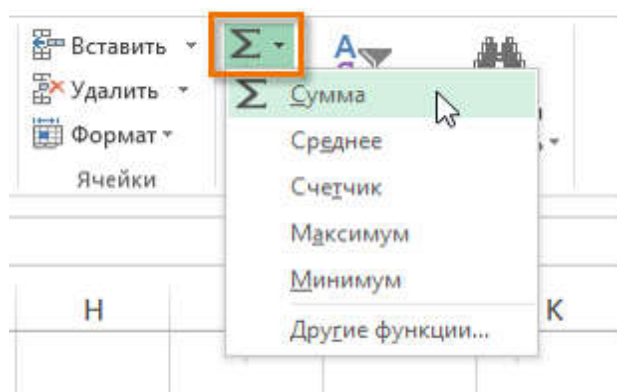 Вставить
Удалить
Формат
Ячейки
Σ
А
Σ Сумма
Среднее
Счетчик
Максимум
Минимум
Другие функции...
H
K